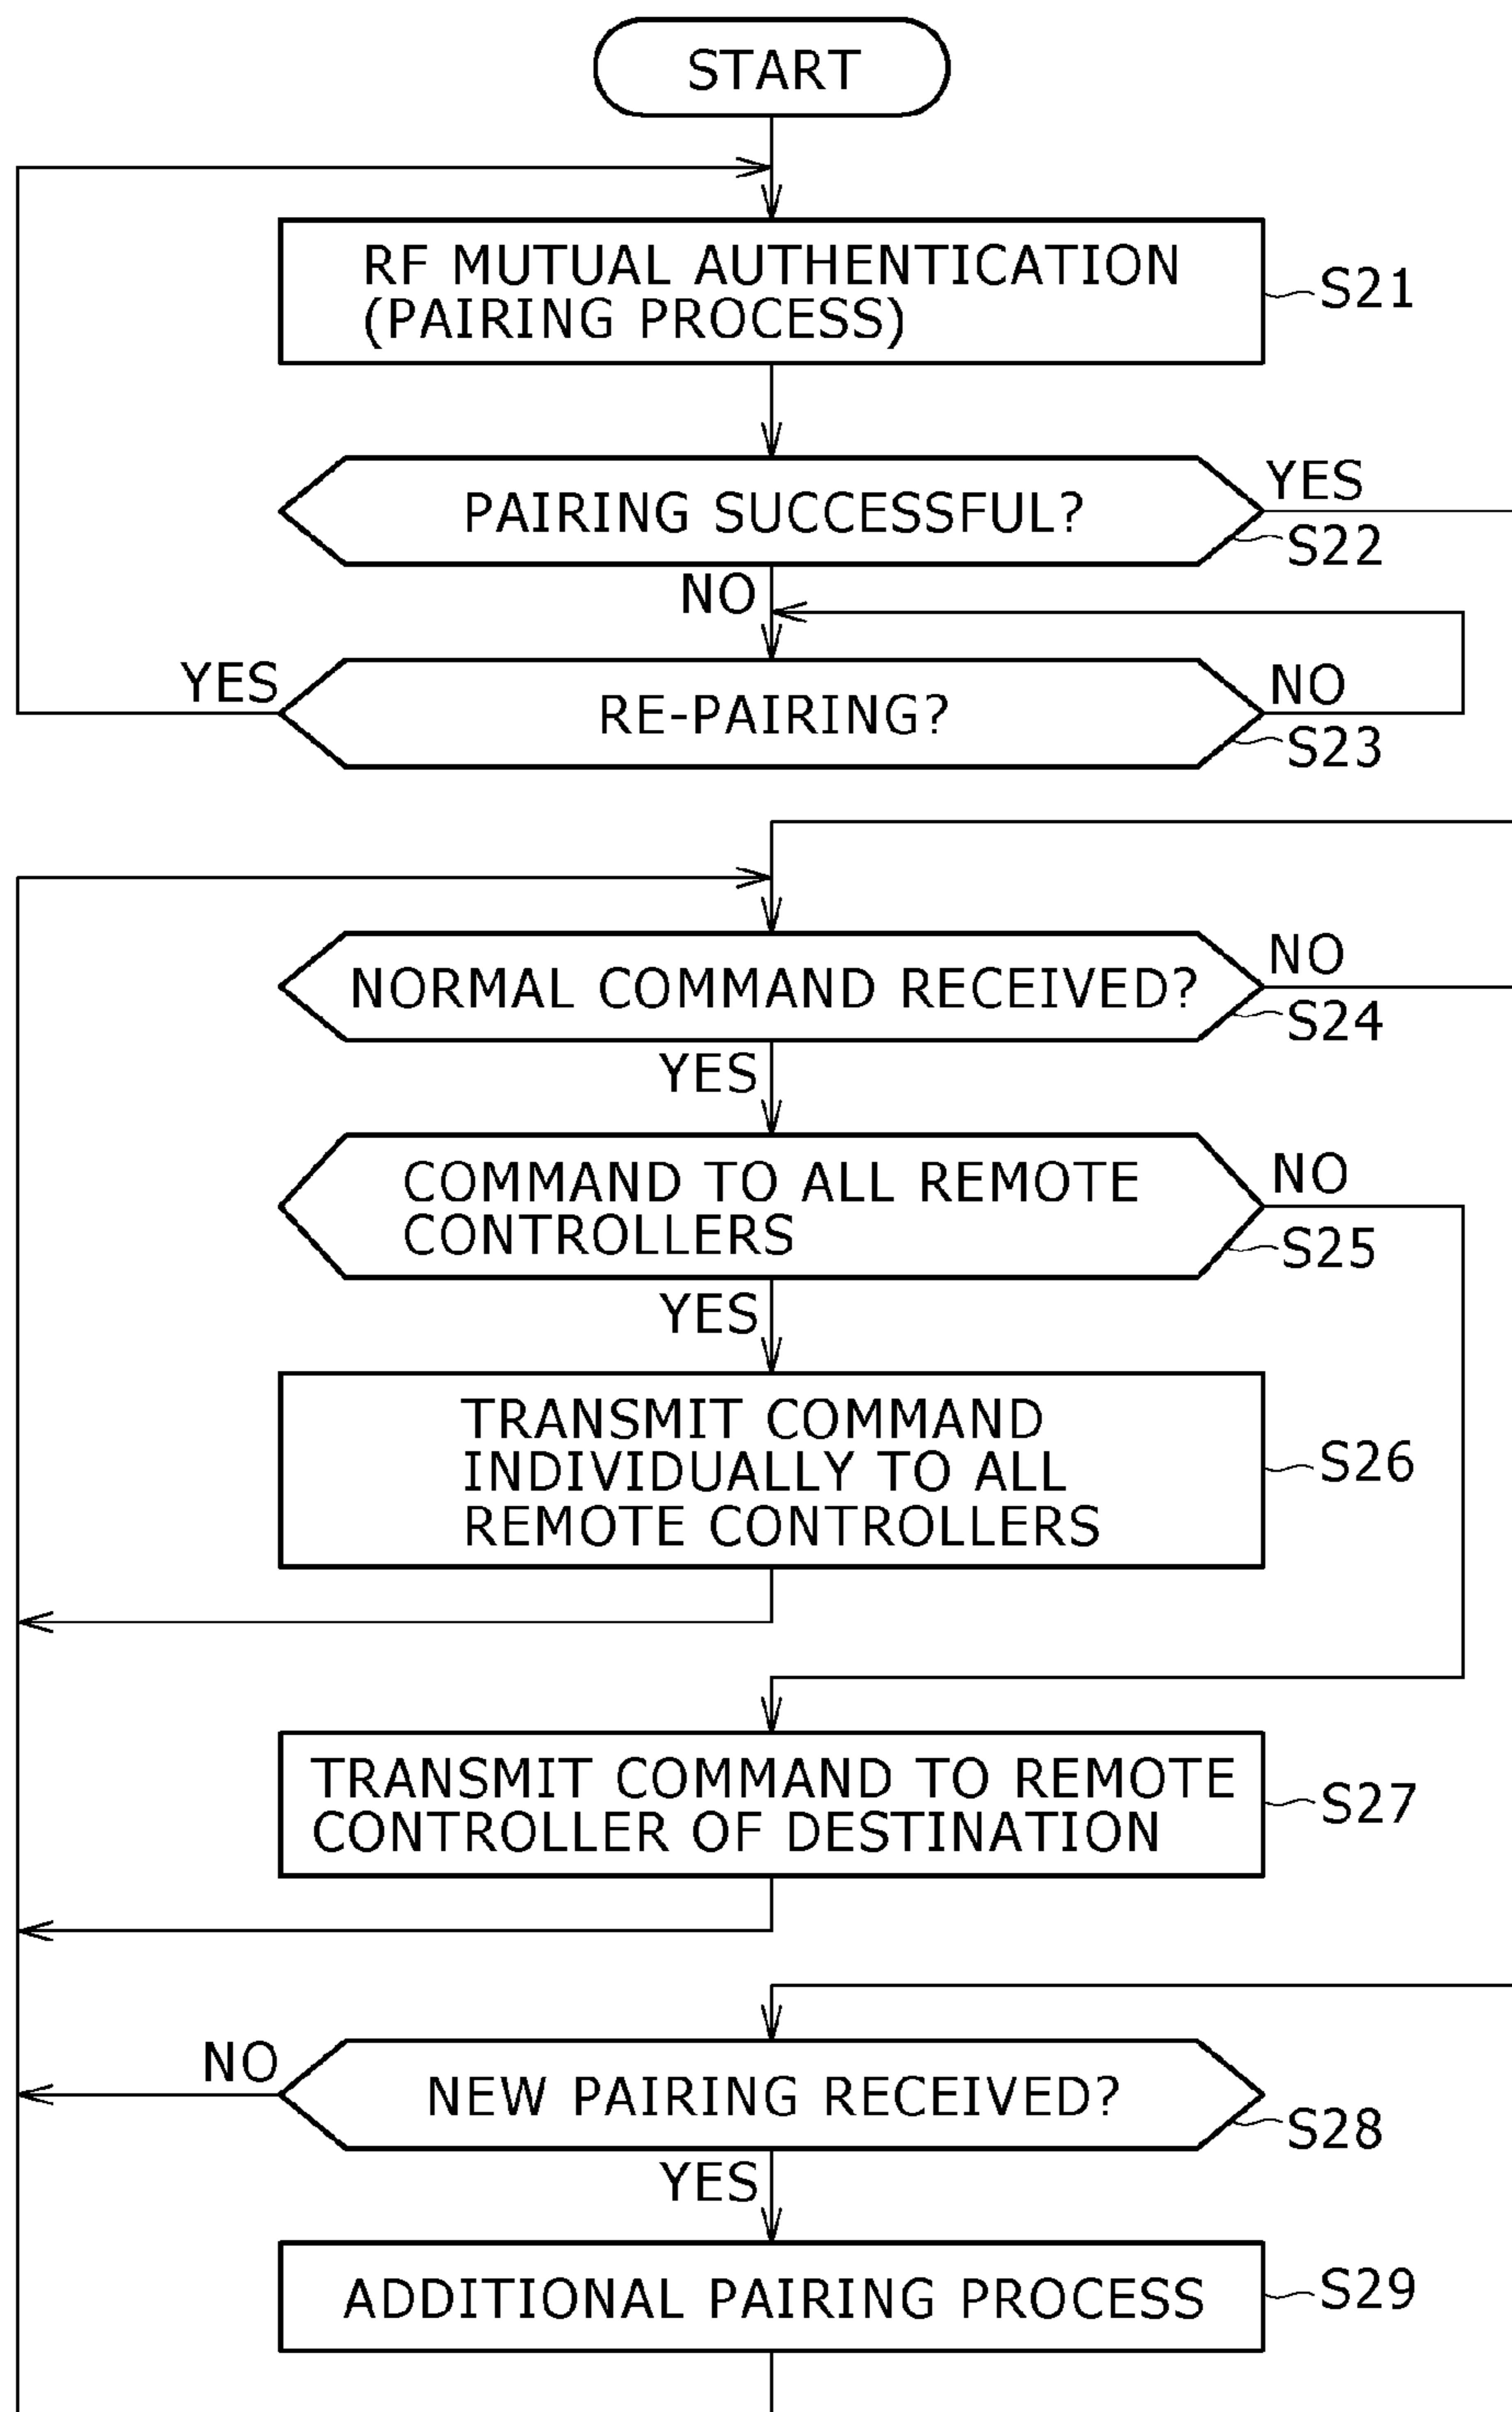 START
RF MUTUAL AUTHENTICATION
(PAIRING PROCESS)
S21
YES
PAIRING SUCCESSFUL?
S22
NO
YES
RE-PAIRING?
NO
S23
NORMAL COMMAND RECEIVED?
NO
S24
YES
COMMAND TO ALL REMOTE
CONTROLLERS
NO
S25
YES
TRANSMIT COMMAND
INDIVIDUALLY TO ALL
REMOTE CONTROLLERS
S26
TRANSMIT COMMAND TO REMOTE
CONTROLLER OF DESTINATION
S27
NO
NEW PAIRING RECEIVED?
S28
YES
ADDITIONAL PAIRING PROCESS
S29